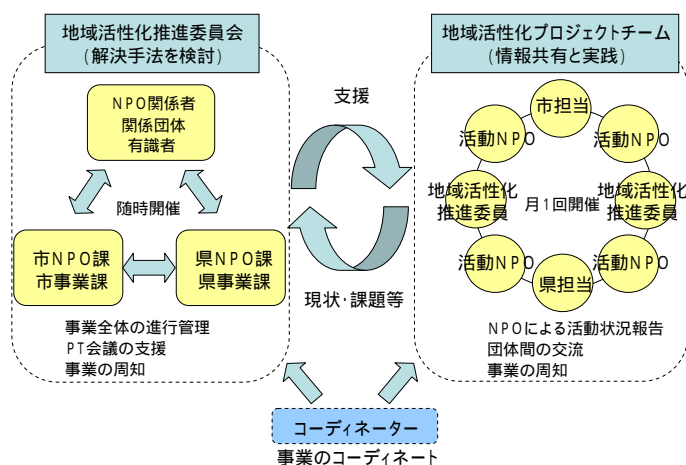 地域活性化推進委員会
(解決手法を検討)
NPO関係者
関係団体
有識者
随時開催
市NPO課
市事業課
県NPO課
県事業課
事業全体の進行管理
PT会議の支援
事業の周知
支援
現状・課題等
地域活性化プロジェクトチーム
(情報共有と実践)
市担当
活動NPO
活動NPO
地域活性化
推進委員
月1回開催
地域活性化
推進委員
活動NPO
活動NPO
県担当
NPOによる活動状況報告
団体間の交流
事業の周知
コーディネーター
事業のコーディネート